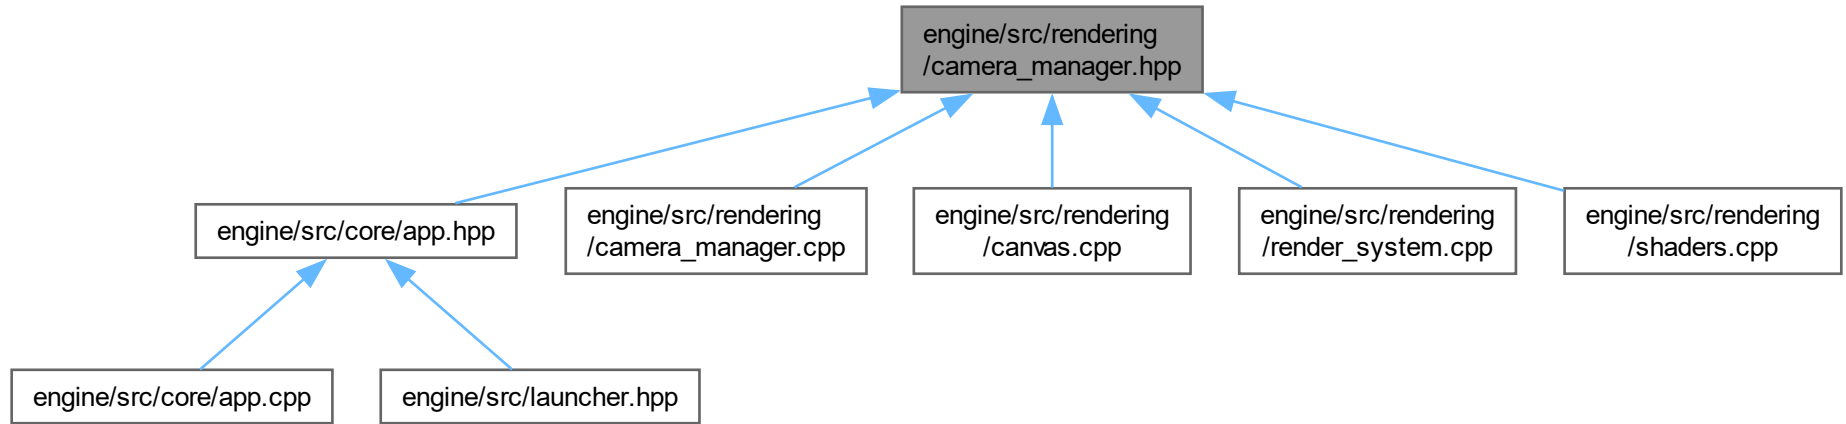 engine/src/rendering
/camera_manager.hpp
engine/src/core/app.hpp
engine/src/rendering
/camera_manager.cpp
engine/src/rendering
/canvas.cpp
engine/src/rendering
/render_system.cpp
engine/src/rendering
/shaders.cpp
engine/src/core/app.cpp
engine/src/launcher.hpp